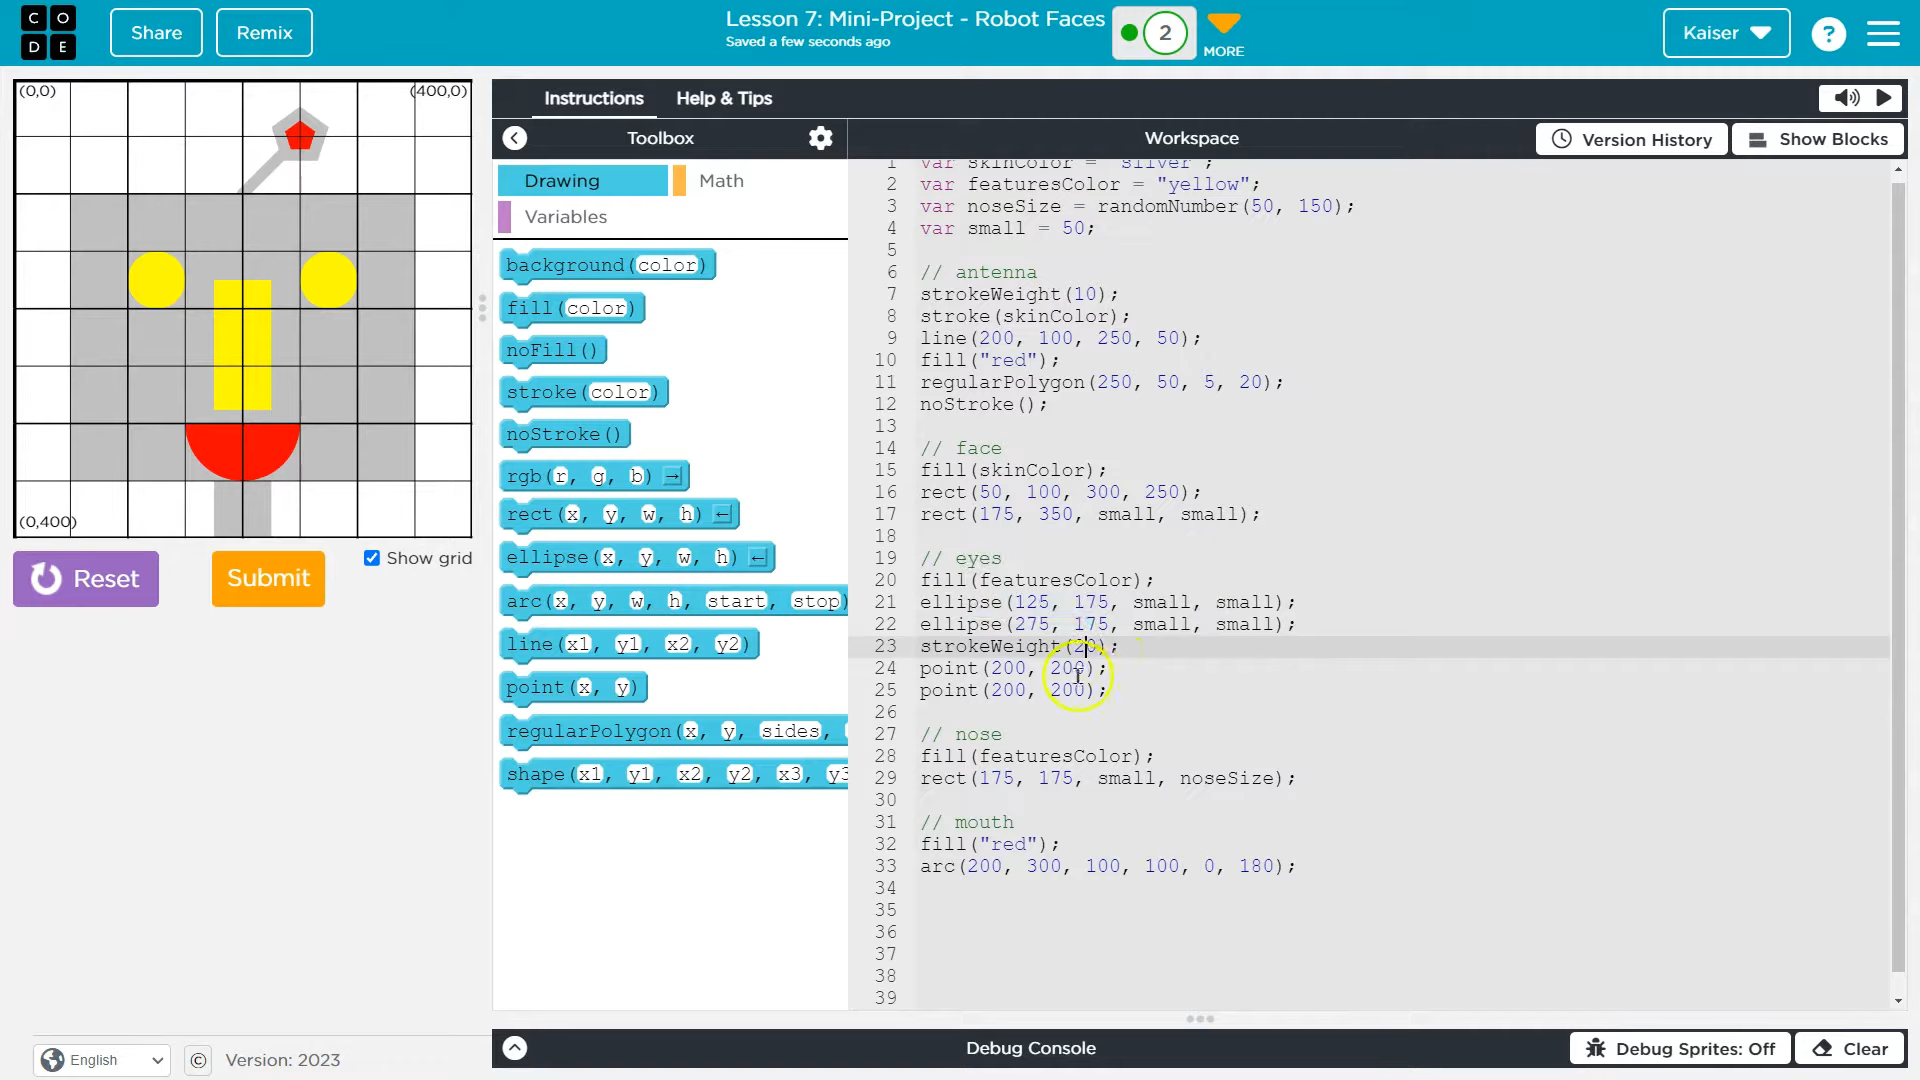 C O
D E
Share
Remix
Lesson 7: Mini-Project - Robot Faces
Saved a few seconds ago
2
MORE
Kaiser
?
(0,0)
(400,0)
(0,400)
Reset
Submit
Show grid
Instructions
Help & Tips
Toolbox
Workspace
Version History
Show Blocks
Drawing
Math
Variables
background(color)
fill(color)
noFill()
stroke(color)
noStroke()
rgb(r, g, b)
rect(x, y, w, h)
ellipse(x, y, w, h)
arc(x, y, w, h, start, stop)
line(x1, y1, x2, y2)
point(x, y)
regularPolygon(x, y, sides,
shape(x1, y1, x2, y2, x3, y3
1 var skinColor = "silver";
2 var featuresColor = "yellow";
3 var noseSize = randomNumber(50, 150);
4 var small = 50;
5
6 // antenna
7 strokeWeight(10);
8 stroke(skinColor);
9 line(200, 100, 250, 50);
10 fill("red");
11 regularPolygon(250, 50, 5, 20);
12 noStroke();
13
14 // face
15 fill(skinColor);
16 rect(50, 100, 300, 250);
17 rect(175, 350, small, small);
18
19 // eyes
20 fill(featuresColor);
21 ellipse(125, 175, small, small);
22 ellipse(275, 175, small, small);
23 strokeWeight(20);
24 point(200, 200);
25 point(200, 200);
26
27 // nose
28 fill(featuresColor);
29 rect(175, 175, small, noseSize);
30
31 // mouth
32 fill("red");
33 arc(200, 300, 100, 100, 0, 180);
34
35
36
37
38
39
English
©
Version: 2023
Debug Console
Debug Sprites: Off
Clear